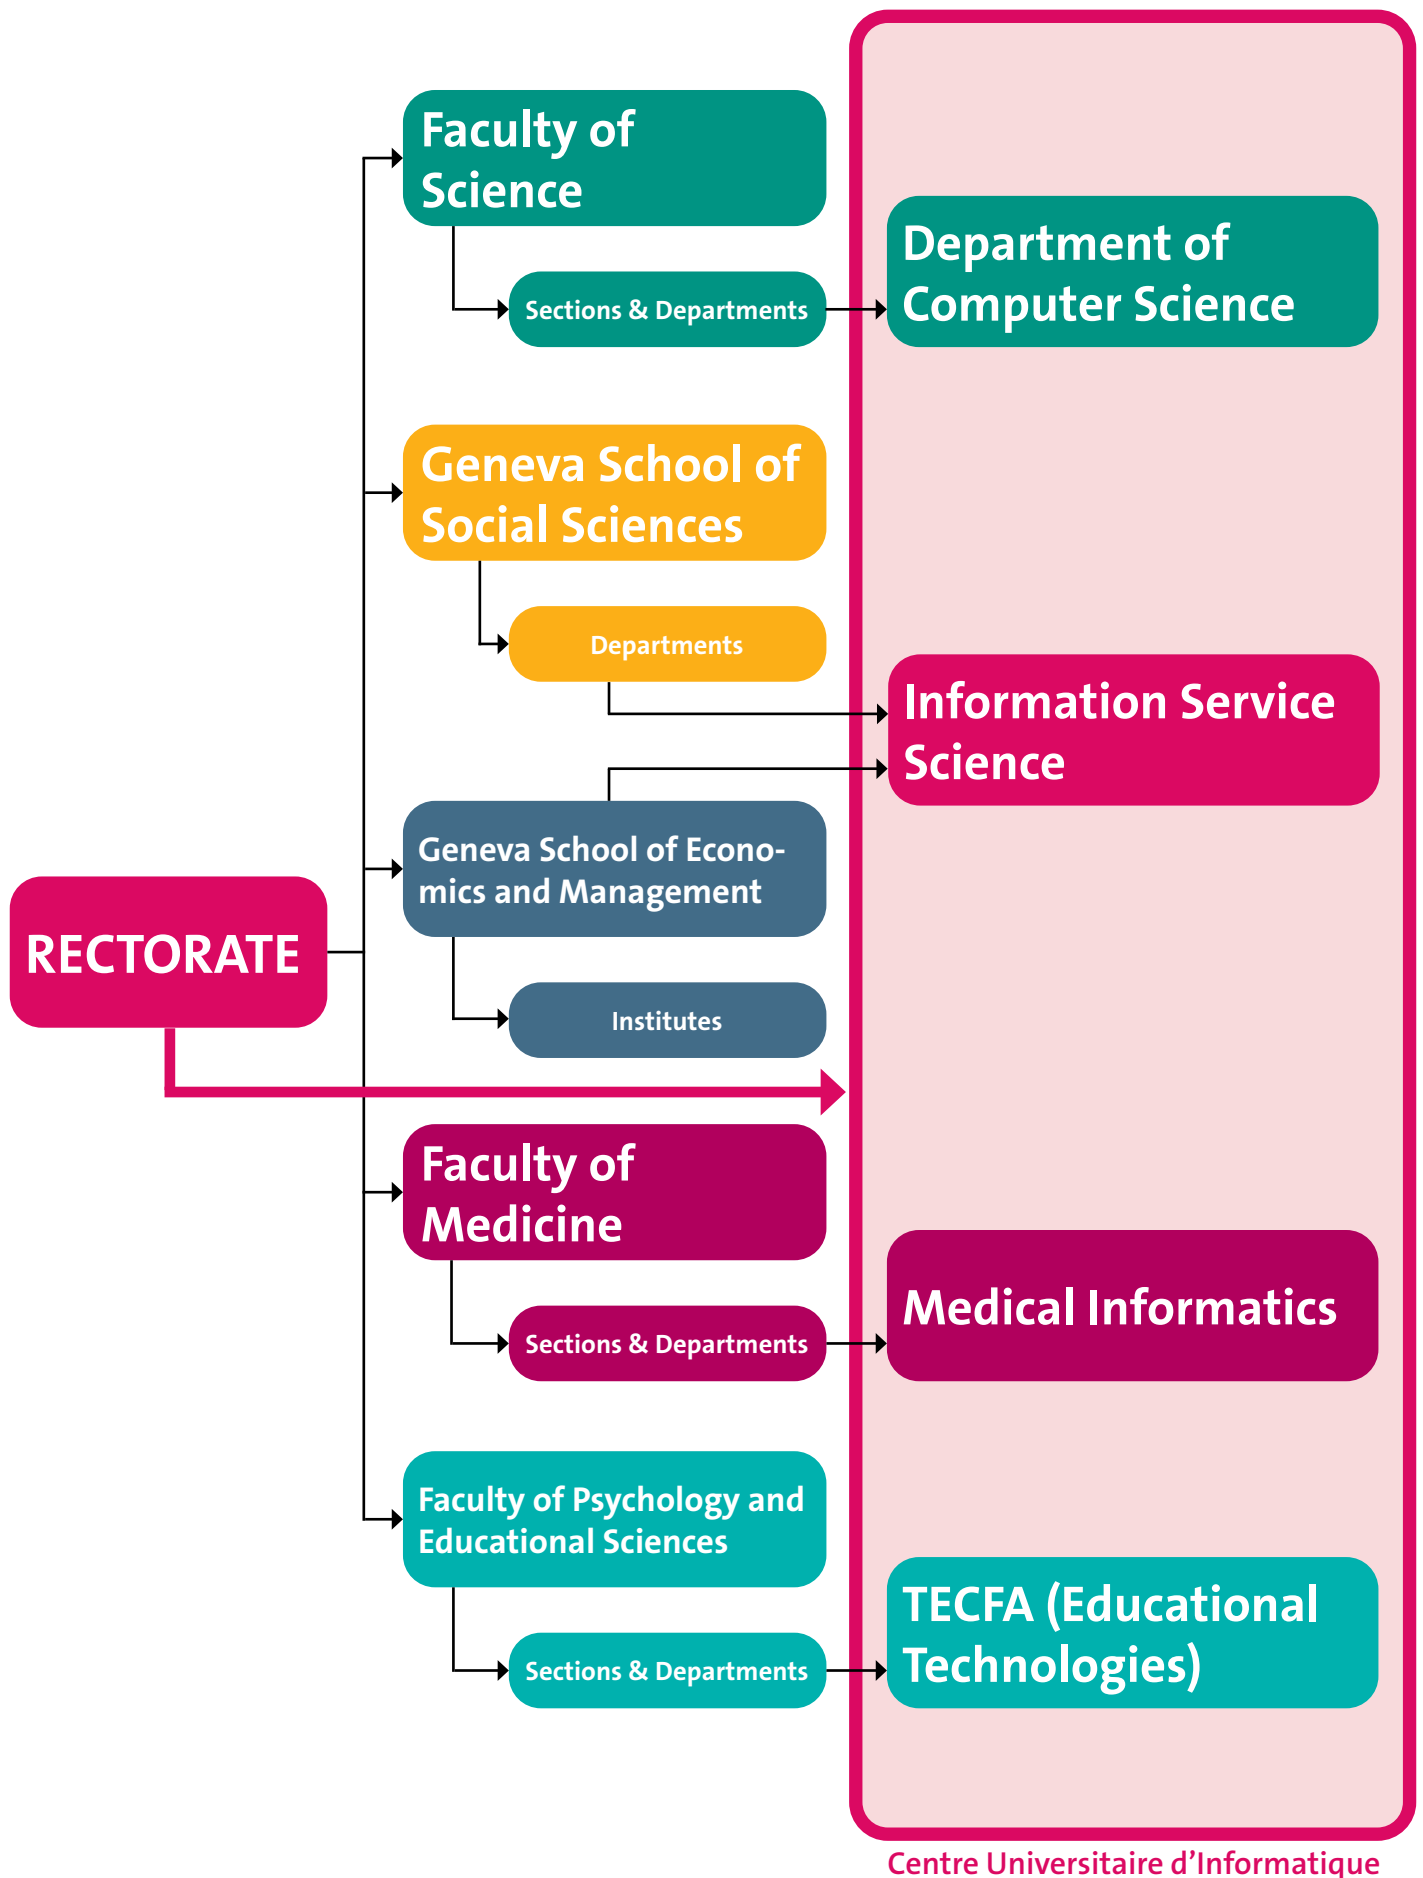 Faculty of
Science
Sections & Departments
Department of
Computer Science
Geneva School of
Social Sciences
Departments
Information Service
Science
Geneva School of Econo-
mics and Management
Institutes
RECTORATE
Faculty of
Medicine
Sections & Departments
Medical Informatics
Faculty of Psychology and
Educational Sciences
Sections & Departments
TECFA (Educational
Technologies)
Centre Universitaire d’Informatique